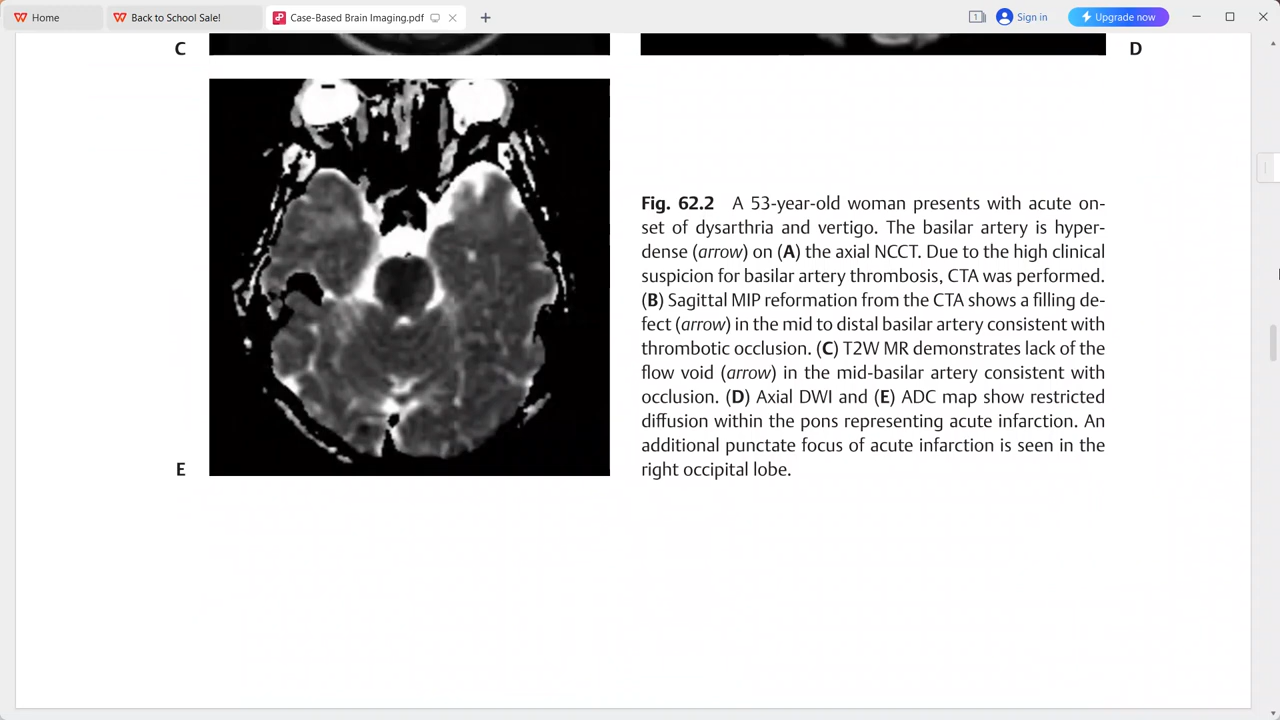 Home
Back to School Sale!
Case-Based Brain Imaging.pdf
1
Sign in
Upgrade now
C
D
E
Fig. 62.2 A 53-year-old woman presents with acute on-
set of dysarthria and vertigo. The basilar artery is hyper-
dense (arrow) on (A) the axial NCCT. Due to the high clinical
suspicion for basilar artery thrombosis, CTA was performed.
(B) Sagittal MIP reformation from the CTA shows a filling de-
fect (arrow) in the mid to distal basilar artery consistent with
thrombotic occlusion. (C) T2W MR demonstrates lack of the
flow void (arrow) in the mid-basilar artery consistent with
occlusion. (D) Axial DWI and (E) ADC map show restricted
diffusion within the pons representing acute infarction. An
additional punctate focus of acute infarction is seen in the
right occipital lobe.